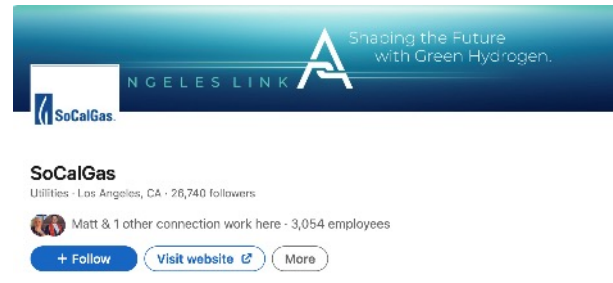 Shaping the Future
with Green Hydrogen.
NGELES LINK
SoCalGas.
SoCalGas
Utilities · Los Angeles, CA · 26,740 followers
Matt & 1 other connection work here · 3,054 employees
+ Follow
Visit website
More